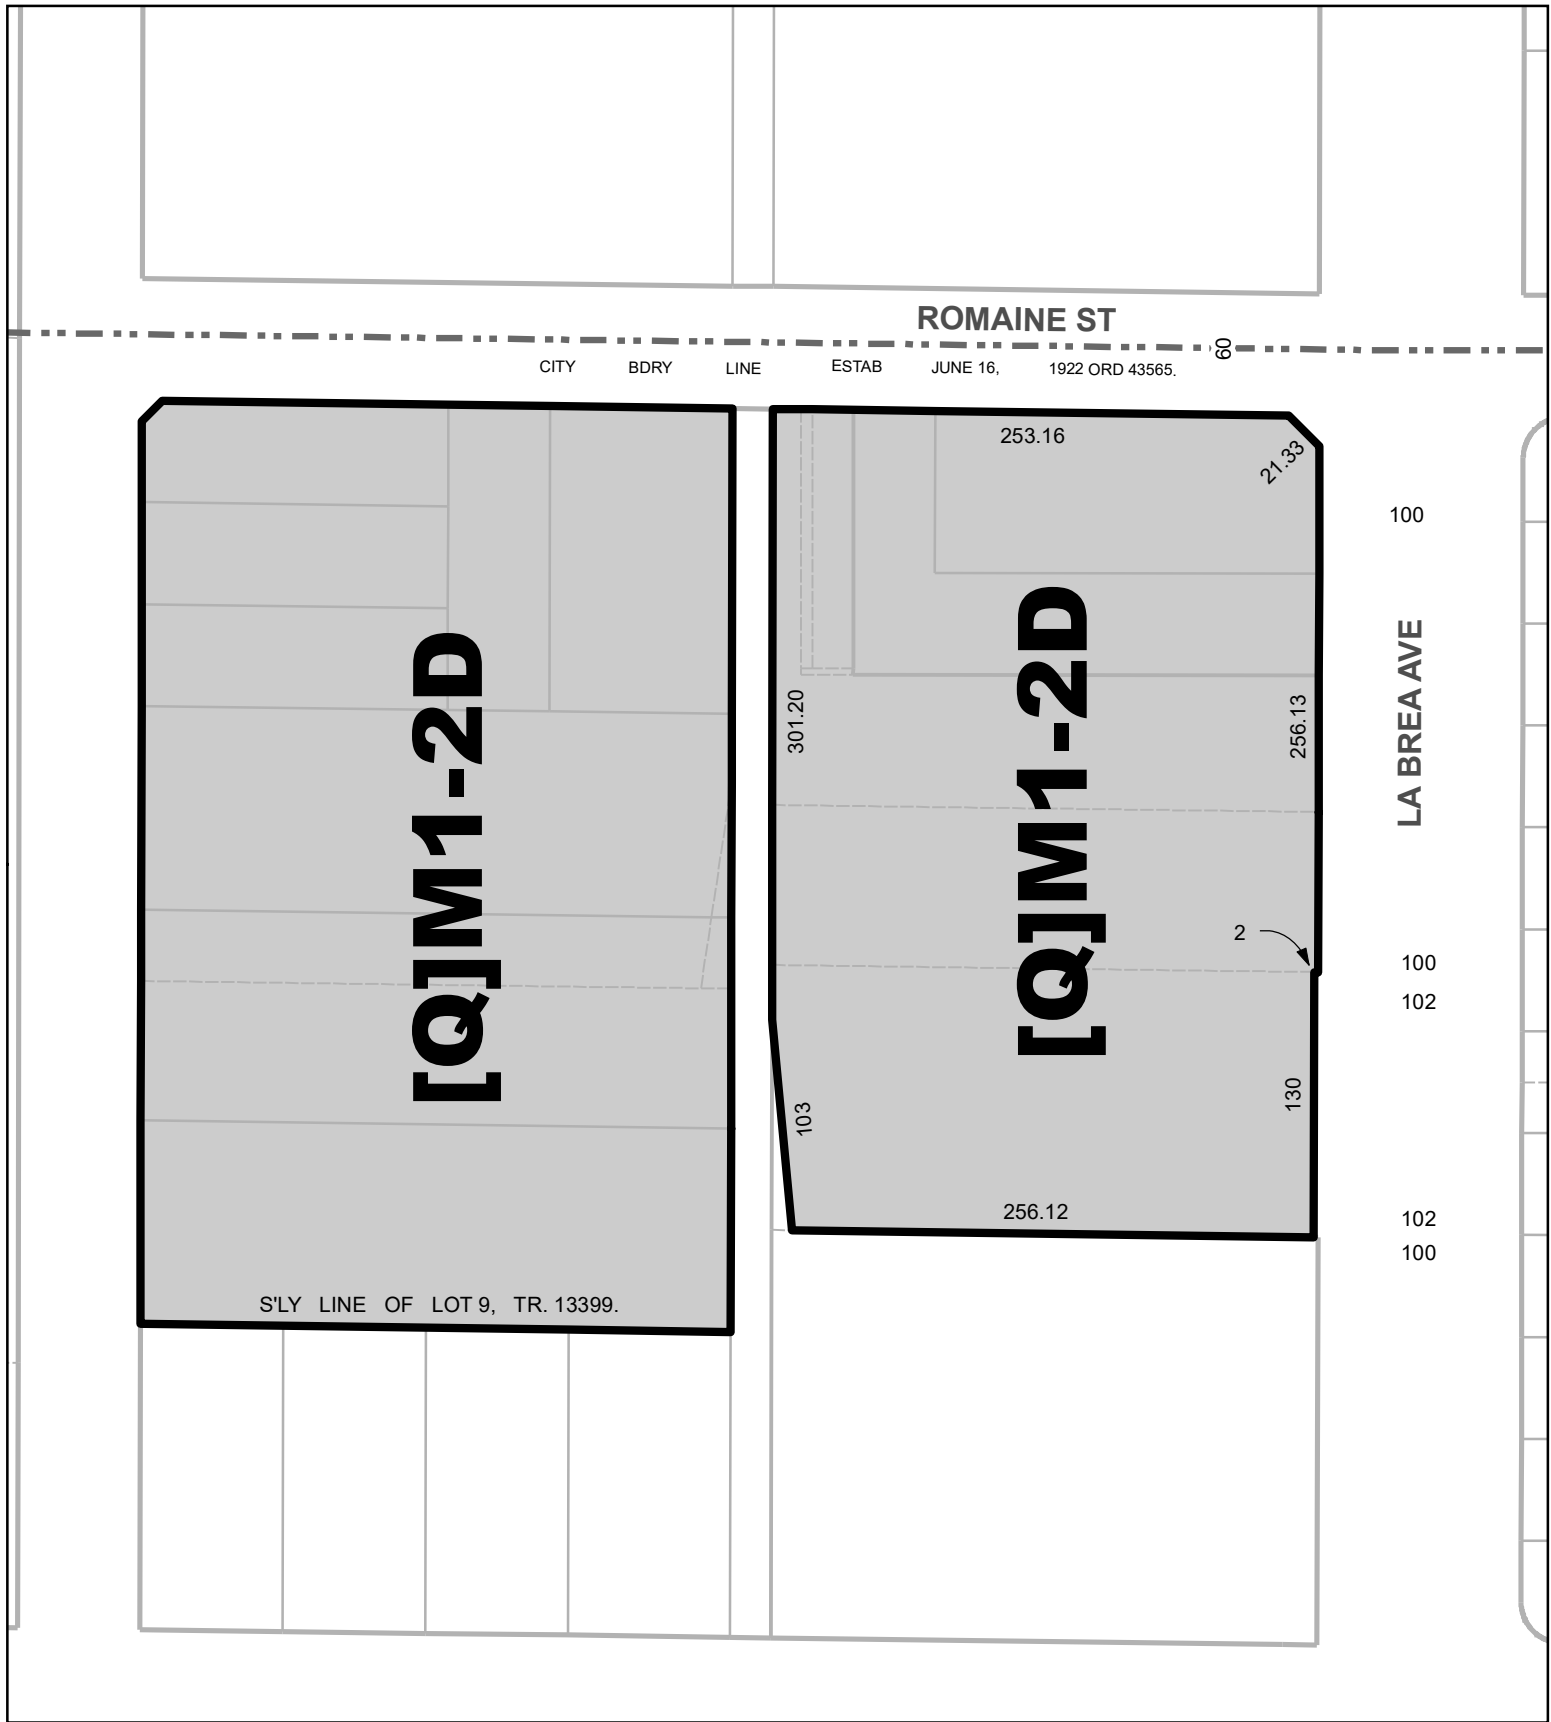 ROMAINE ST
60
CITY BDRY LINE ESTAB JUNE 16, 1922 ORD 43565.
253.16
21.33
100
[Q]M1-2D
[Q]M1-2D
301.20
256.13
LA BREA AVE
2
100
102
103
130
256.12
102
100
S'LY LINE OF LOT 9, TR. 13399.